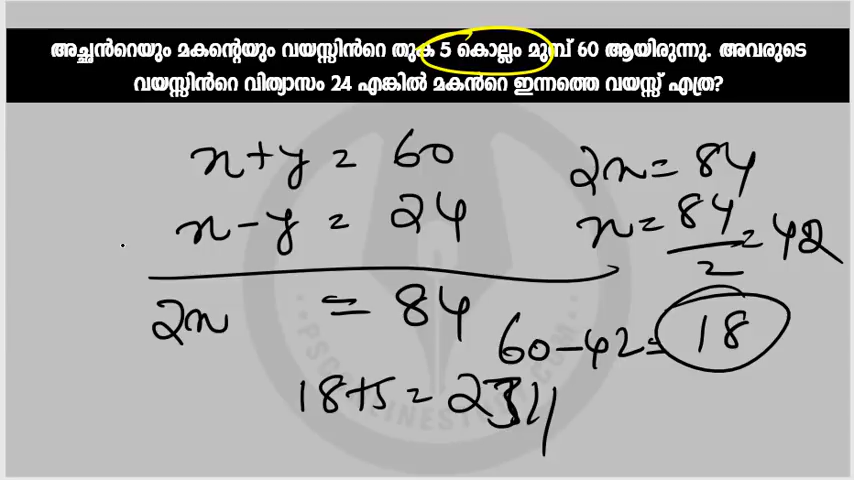 അച്ഛൻറെയും മകന്റെയും വയസ്സിൻറെ തുക 5 കൊല്ലം മുമ്പ് 60 ആയിരുന്നു. അവരുടെ
വയസ്സിൻറെ വിത്യാസം 24 എങ്കിൽ മകൻറെ ഇന്നത്തെ വയസ്സ് എത്ര?
x+y = 60
x-y = 24
2x = 84
2x = 84
x = 84/2 = 42
60-42 = 18
18+5 = 23//